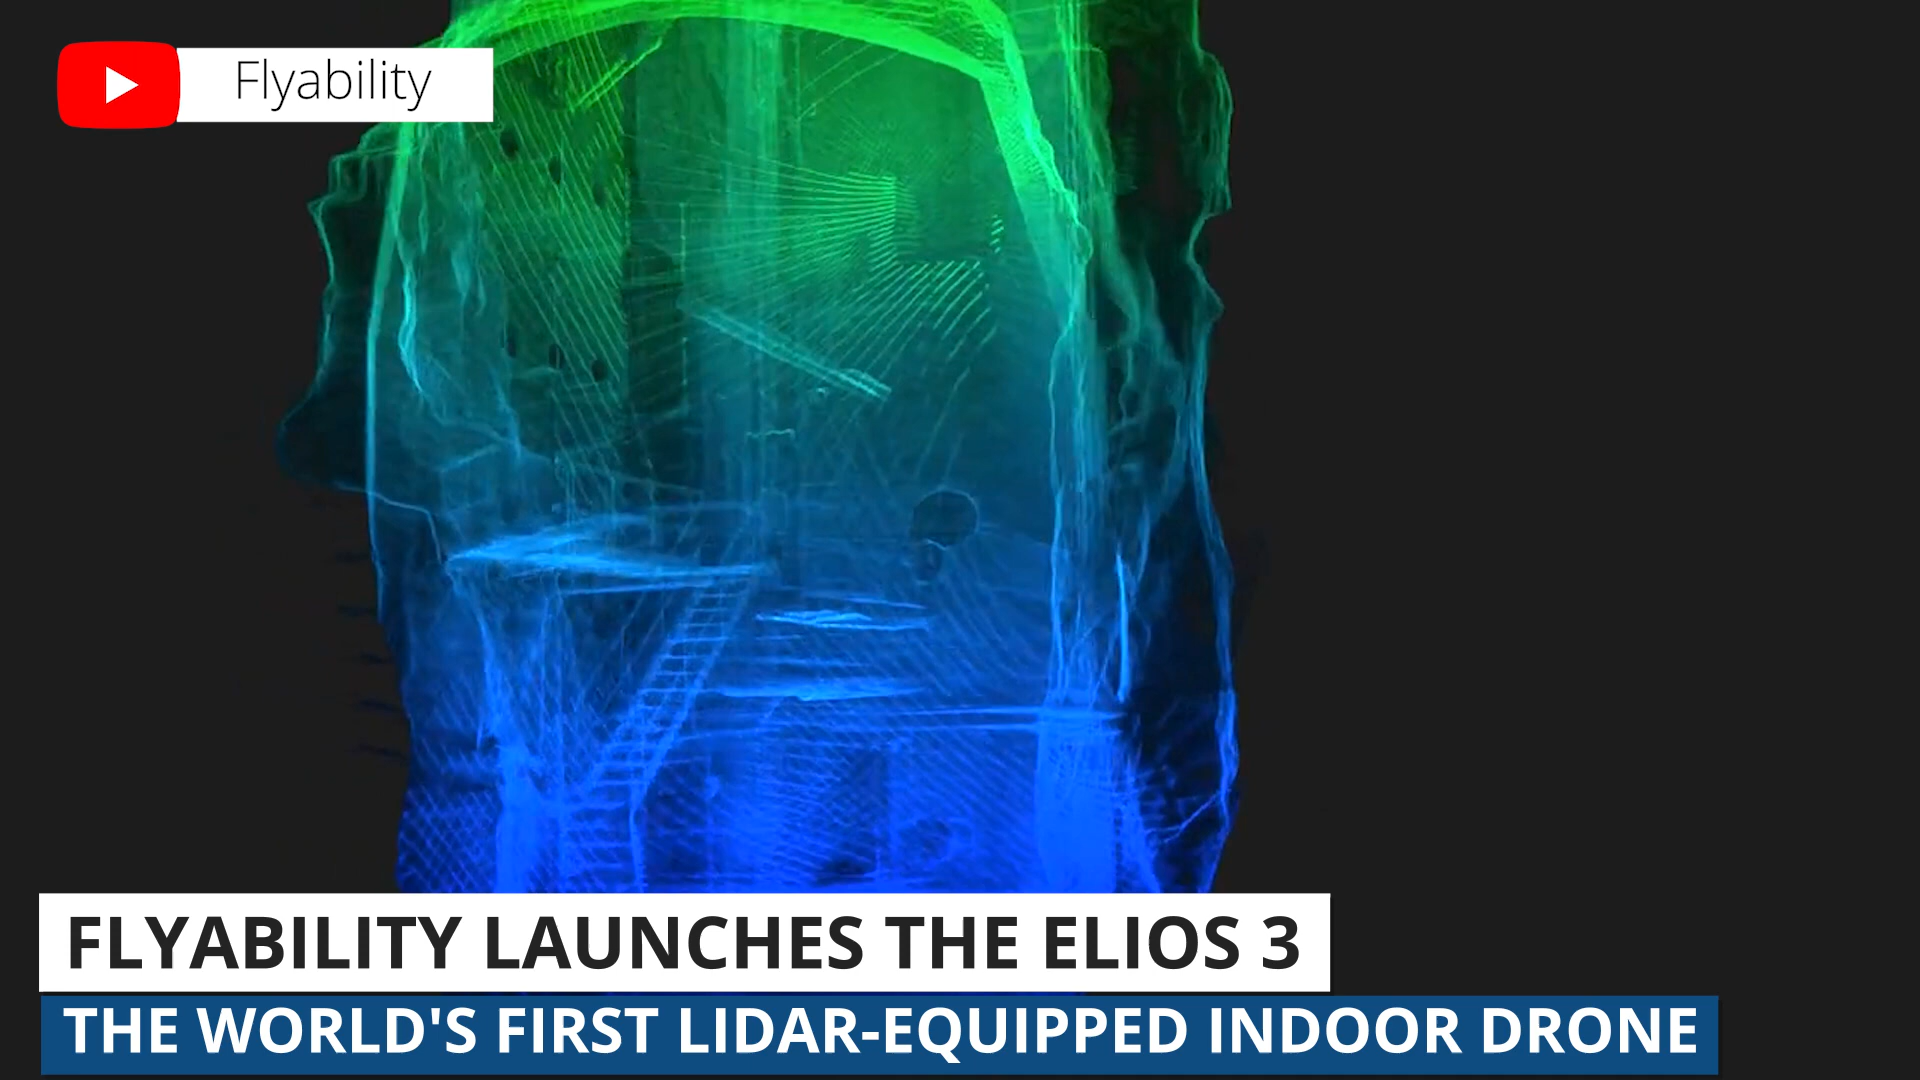 Flyability
FLYABILITY LAUNCHES THE ELIOS 3
THE WORLD'S FIRST LIDAR-EQUIPPED INDOOR DRONE